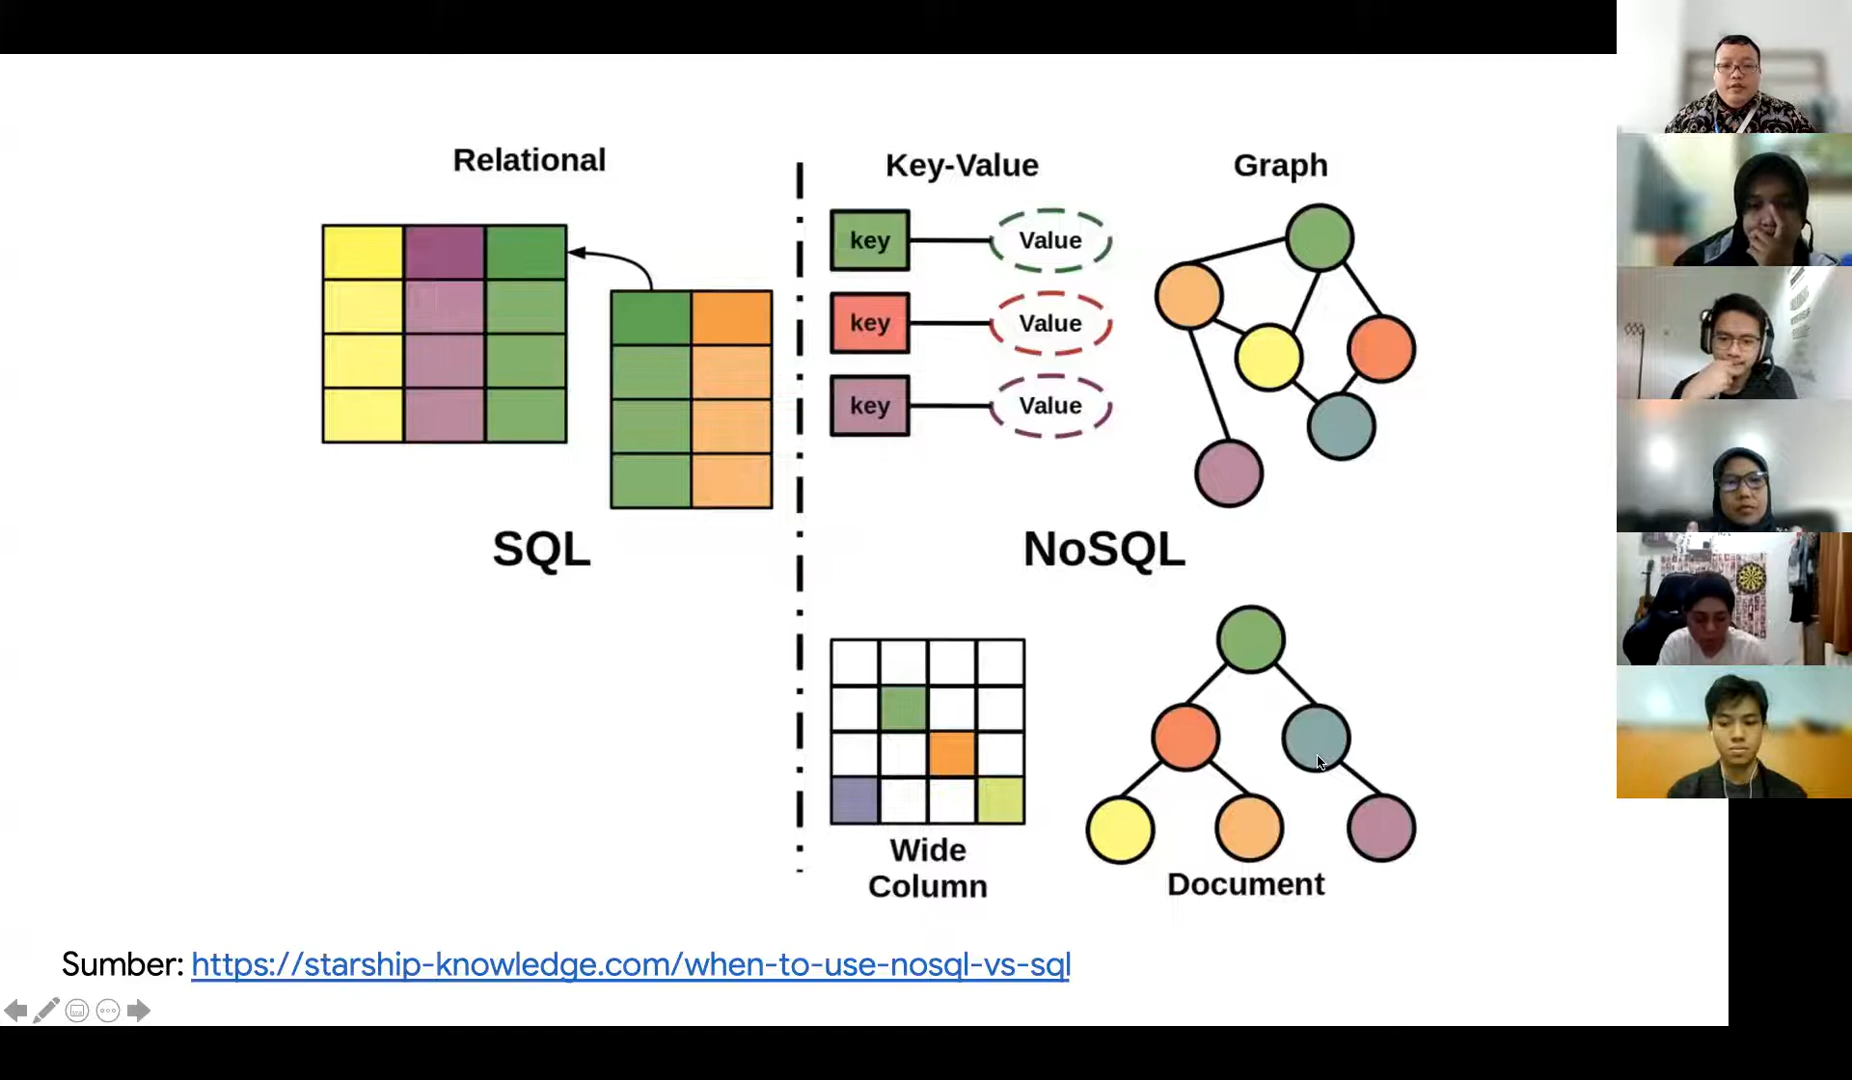 Relational
Key-Value
Graph
key
Value
key
Value
key
Value
SQL
NoSQL
Wide
Column
Document
Sumber: https://starship-knowledge.com/when-to-use-nosql-vs-sql